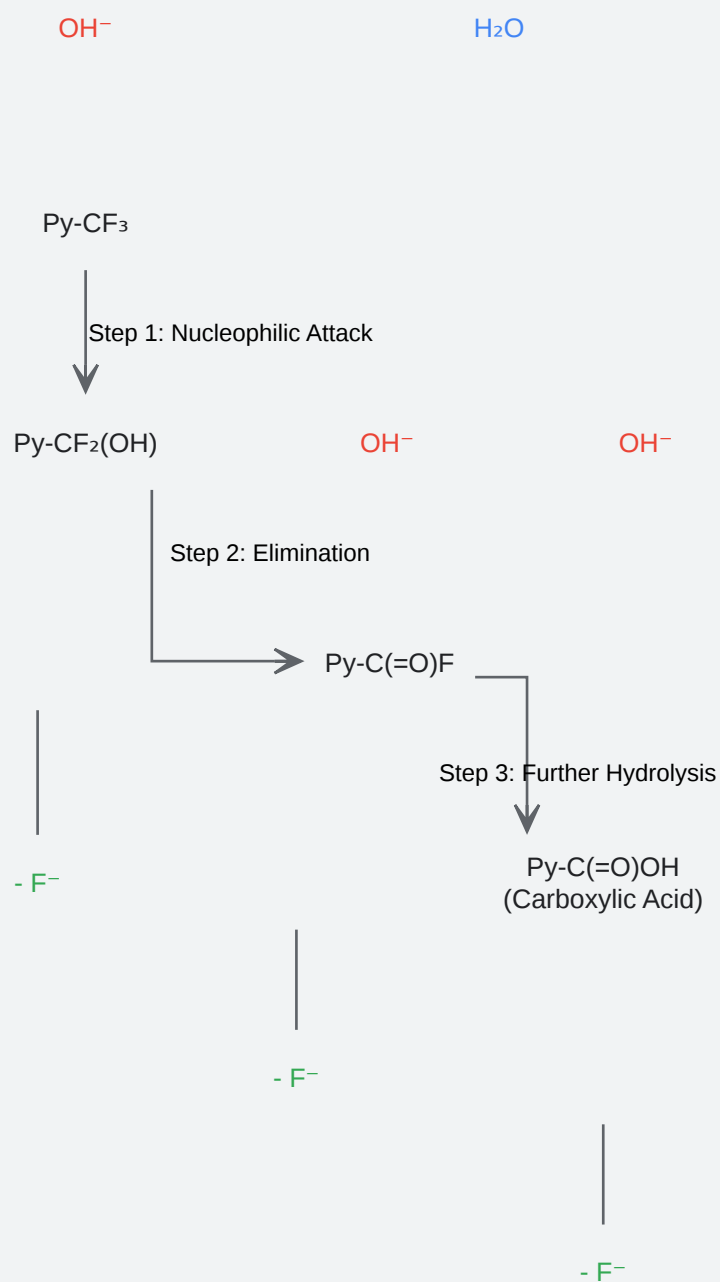 OH⁻
H₂O
Py-CF₃
Step 1: Nucleophilic Attack
Py-CF₂(OH)
OH⁻
OH⁻
Step 2: Elimination
Py-C(=O)F
Step 3: Further Hydrolysis
Py-C(=O)OH
(Carboxylic Acid)
- F⁻
- F⁻
- F⁻